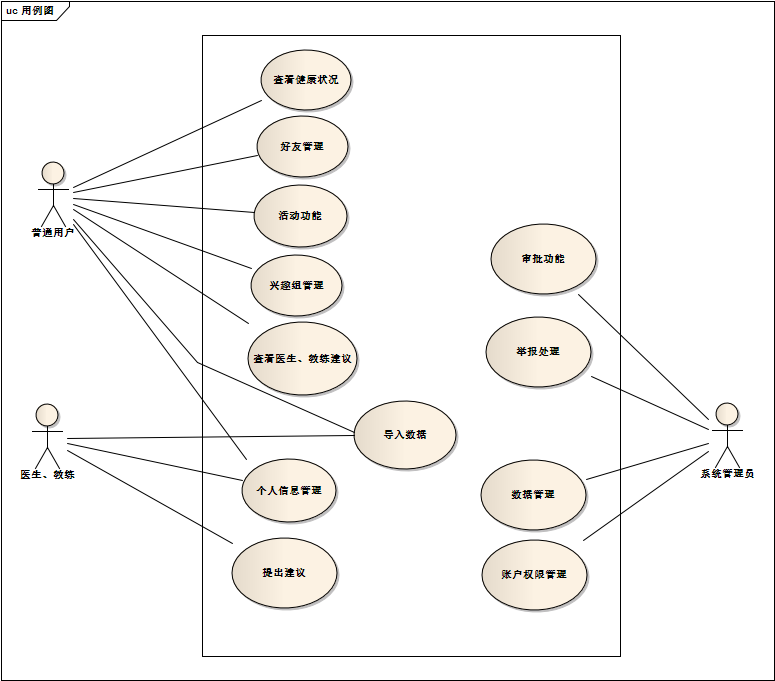 uc 用例图
查看健康状况
好友管理
活动功能
兴趣组管理
查看医生、教练建议
导入数据
个人信息管理
提出建议
审批功能
举报处理
数据管理
账户权限管理
普通用户
医生、教练
系统管理员